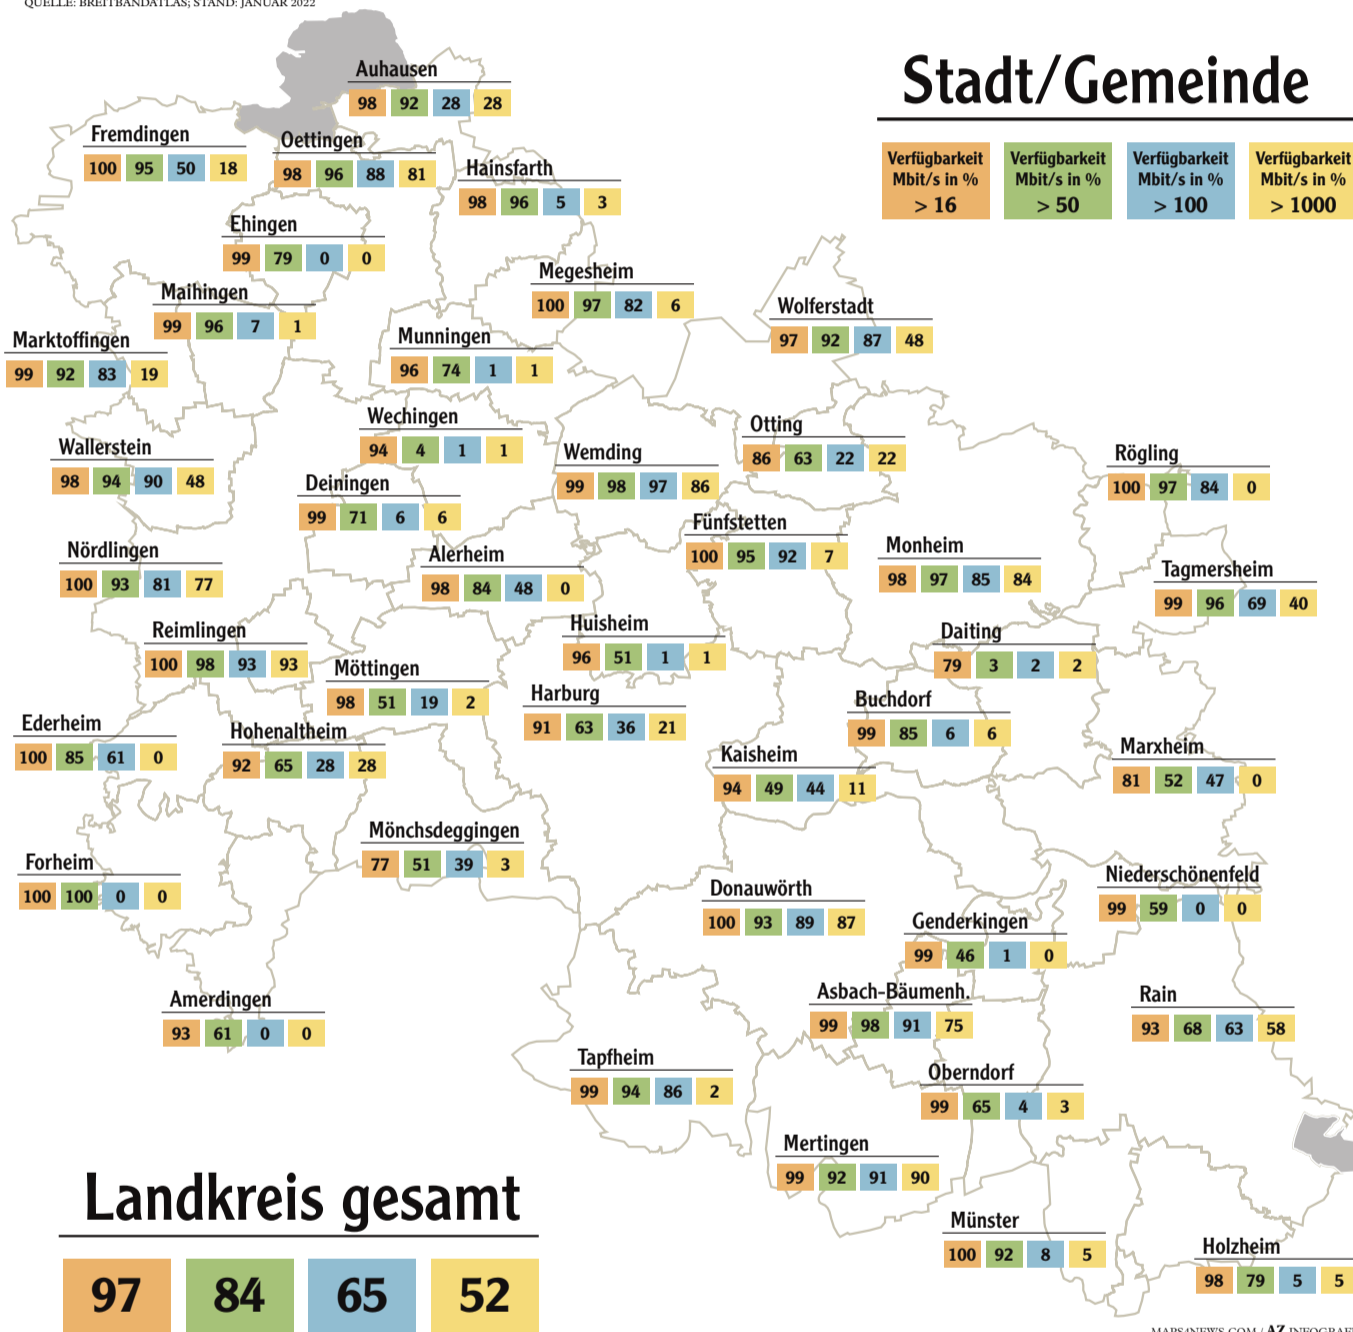 QUELLE: BREITBANDATLAS; STAND: JANUAR 2022
Stadt/Gemeinde
Verfügbarkeit Mbit/s in % > 16
Verfügbarkeit Mbit/s in % > 50
Verfügbarkeit Mbit/s in % > 100
Verfügbarkeit Mbit/s in % > 1000
Auhausen
98 92 28 28
Fremdingen
100 95 50 18
Oettingen
98 96 88 81
Hainsfarth
98 96 5 3
Ehingen
99 79 0 0
Megesheim
100 97 82 6
Maihingen
99 96 7 1
Wolferstadt
97 92 87 48
Marktoffingen
99 92 83 19
Munningen
96 74 1 1
Wechingen
94 4 1 1
Otting
86 63 22 22
Wallerstein
98 94 90 48
Wemding
99 98 97 86
Rögling
100 97 84 0
Deiningen
99 71 6 6
Fünfstetten
100 95 92 7
Nördlingen
100 93 81 77
Alerheim
98 84 48 0
Monheim
98 97 85 84
Tagmersheim
99 96 69 40
Reimlingen
100 98 93 93
Huisheim
96 51 1 1
Daiting
79 3 2 2
Möttingen
98 51 19 2
Harburg
91 63 36 21
Buchdorf
99 85 6 6
Ederheim
100 85 61 0
Hohenaltheim
92 65 28 28
Kaisheim
94 49 44 11
Marxheim
81 52 47 0
Mönchsdeggingen
77 51 39 3
Forheim
100 100 0 0
Donauwörth
100 93 89 87
Niederschönenfeld
99 59 0 0
Genderkingen
99 46 1 0
Amerdingen
93 61 0 0
Asbach-Bäumenh.
99 98 91 75
Rain
93 68 63 58
Tapfheim
99 94 86 2
Oberndorf
99 65 4 3
Mertingen
99 92 91 90
Münster
100 92 8 5
Holzheim
98 79 5 5
Landkreis gesamt
97 84 65 52
MAPS4NEWS.COM / AZ